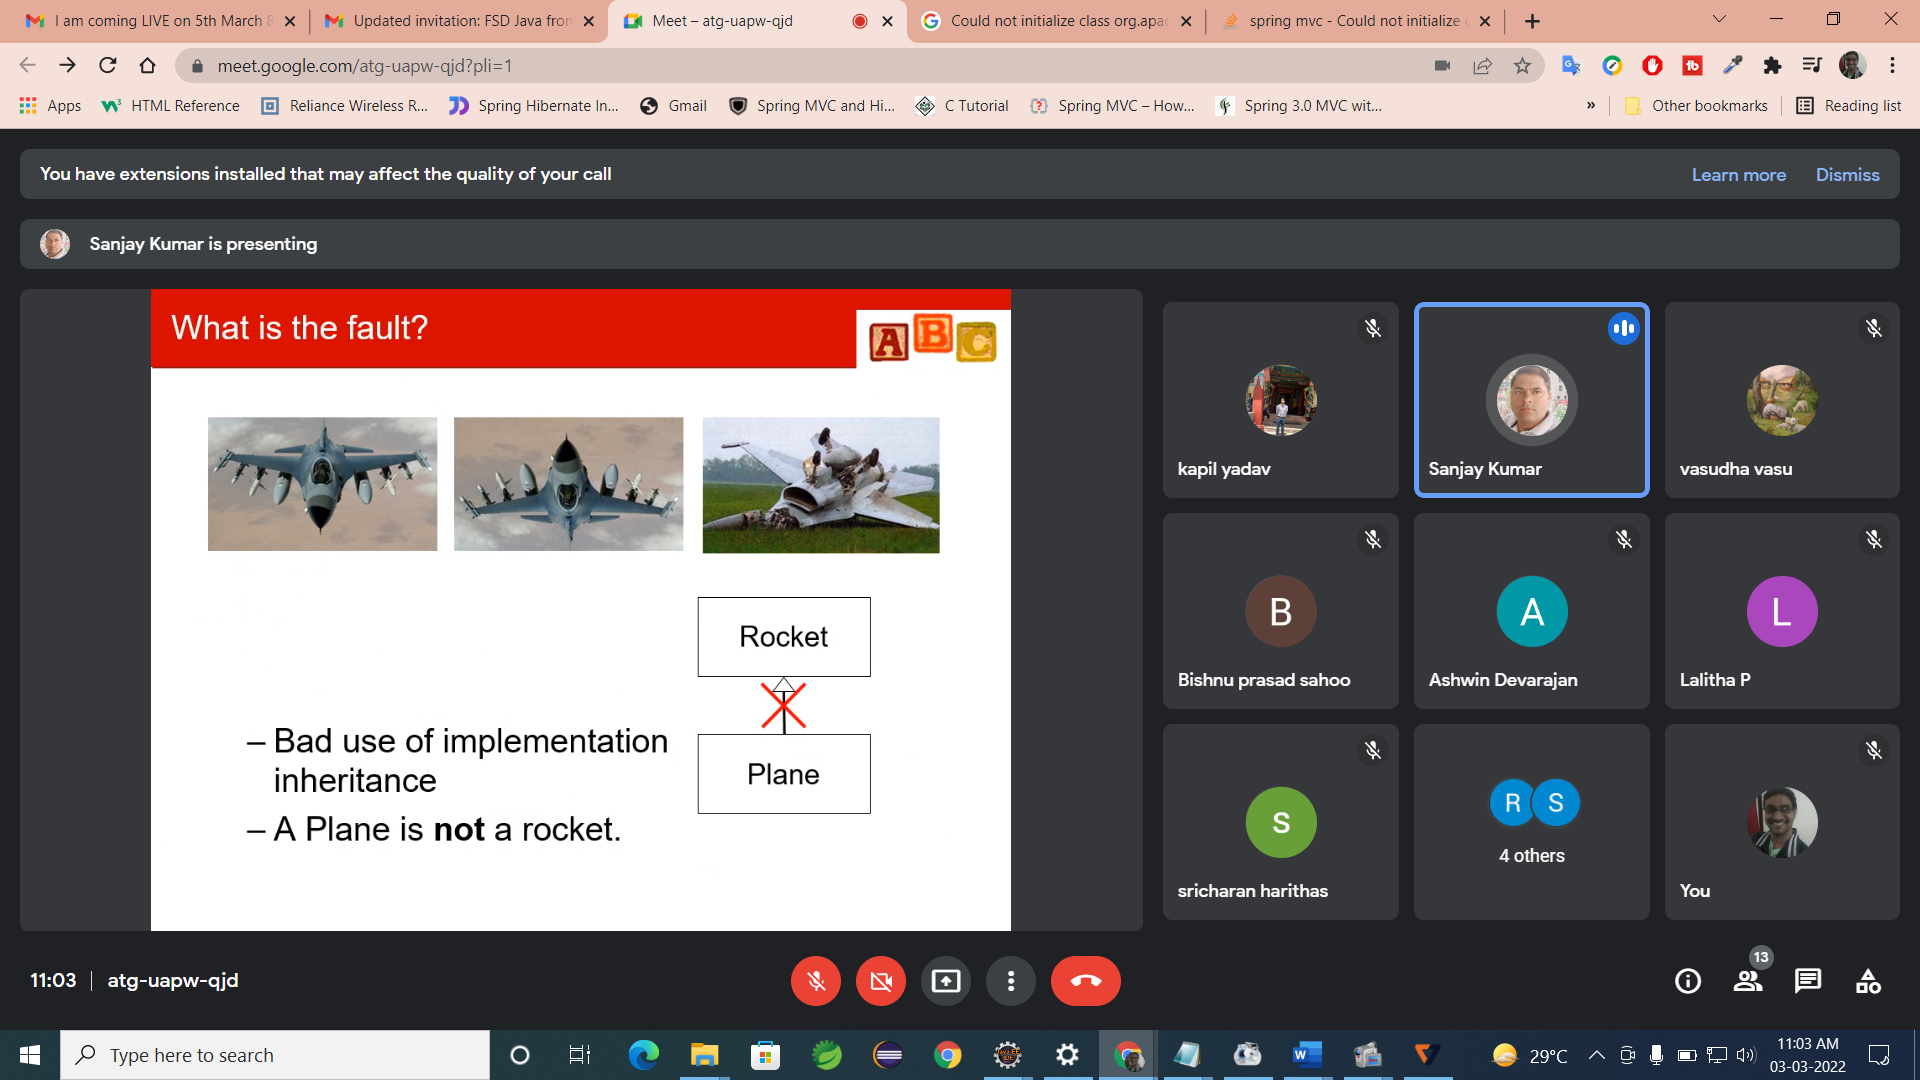 I am coming LIVE on 5th March 8
Updated invitation: FSD Java fron
Meet – atg-uapw-qjd
Could not initialize class org.apac
spring mvc - Could not initialize c
meet.google.com/atg-uapw-qjd?pli=1
Apps
HTML Reference
Reliance Wireless R...
Spring Hibernate In...
Gmail
Spring MVC and Hi...
C Tutorial
Spring MVC – How...
Spring 3.0 MVC wit...
»
Other bookmarks
Reading list
You have extensions installed that may affect the quality of your call
Learn more
Dismiss
Sanjay Kumar is presenting
What is the fault?
A B C
Rocket
Plane
– Bad use of implementation
inheritance
– A Plane is not a rocket.
kapil yadav
Sanjay Kumar
vasudha vasu
B
Bishnu prasad sahoo
A
Ashwin Devarajan
L
Lalitha P
S
sricharan harithas
R S
4 others
You
11:03 | atg-uapw-qjd
13
Type here to search
29°C
11:03 AM
03-03-2022